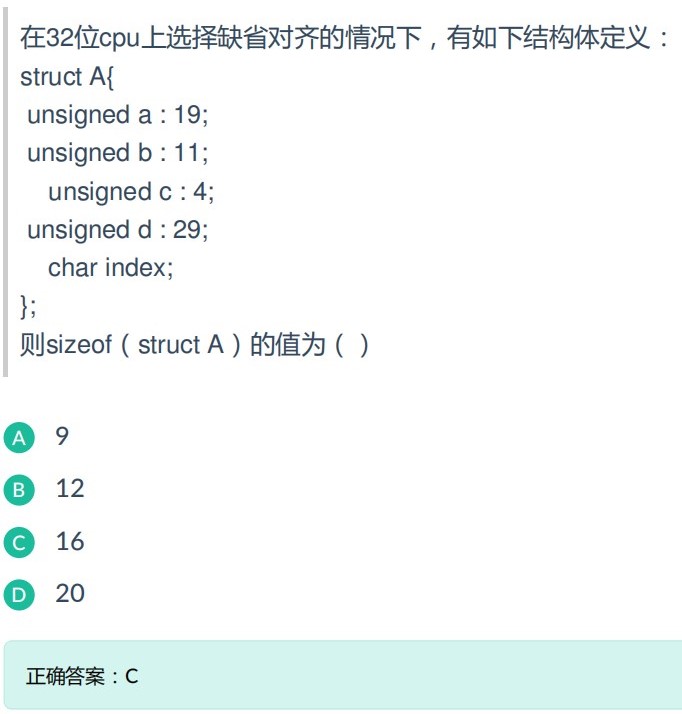 在32位cpu上选择缺省对齐的情况下，有如下结构体定义：
struct A{
unsigned a : 19;
unsigned b : 11;
unsigned c : 4;
unsigned d : 29;
char index;
};
则sizeof（struct A）的值为（ ）
A 9
B 12
C 16
D 20
正确答案：C